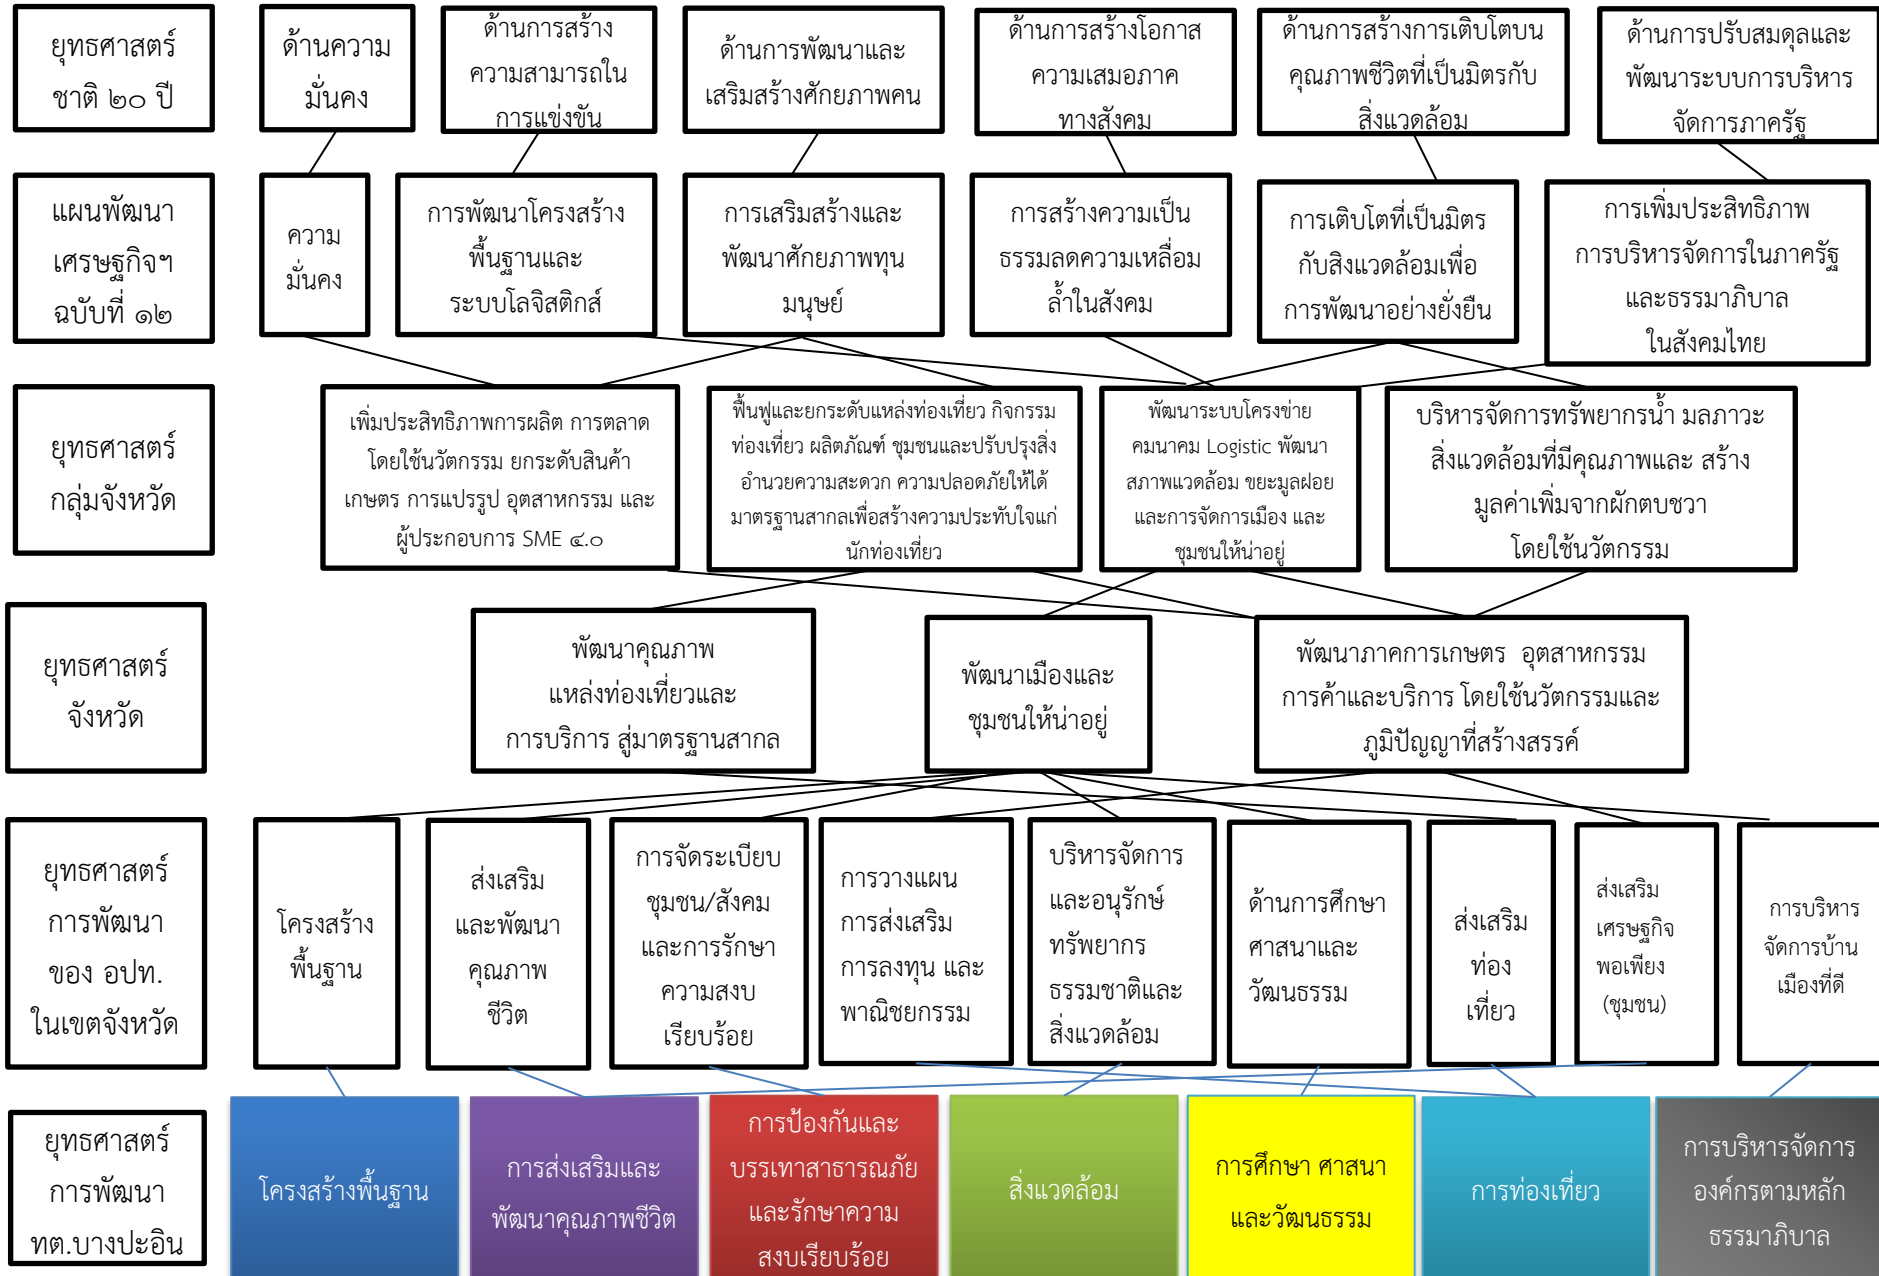 ยุทธศาสตร์
ชาติ ๒๐ ปี
ด้านความ
มั่นคง
ด้านการสร้าง
ความสามารถใน
การแข่งขัน
ด้านการพัฒนาและ
เสริมสร้างศักยภาพคน
ด้านการสร้างโอกาส
ความเสมอภาค
ทางสังคม
ด้านการสร้างการเติบโตบน
คุณภาพชีวิตที่เป็นมิตรกับ
สิ่งแวดล้อม
ด้านการปรับสมดุลและ
พัฒนาระบบการบริหาร
จัดการภาครัฐ
แผนพัฒนา
เศรษฐกิจฯ
ฉบับที่ ๑๒
ความ
มั่นคง
การพัฒนาโครงสร้าง
พื้นฐานและ
ระบบโลจิสติกส์
การเสริมสร้างและ
พัฒนาศักยภาพทุน
มนุษย์
การสร้างความเป็น
ธรรมลดความเหลื่อม
ล้ำในสังคม
การเติบโตที่เป็นมิตร
กับสิงแวดล้อมเพื่อ
การพัฒนาอย่างยั่งยืน
การเพิ่มประสิทธิภาพ
การบริหารจัดการในภาครัฐ
และธรรมาภิบาล
ในสังคมไทย
ยุทธศาสตร์
กลุ่มจังหวัด
เพิ่มประสิทธิภาพการผลิต การตลาด
โดยใช้นวัตกรรม ยกระดับสินค้า
เกษตร การแปรรูป อุตสาหกรรม และ
ผู้ประกอบการ SME ๔.๐
ฟื้นฟูและยกระดับแหล่งท่องเที่ยว กิจกรรม
ท่องเที่ยว ผลิตภัณฑ์ ชุมชนและปรับปรุงสิ่ง
อำนวยความสะดวก ความปลอดภัยให้ได้
มาตรฐานสากลเพื่อสร้างความประทับใจแก่
นักท่องเที่ยว
พัฒนาระบบโครงข่าย
คมนาคม Logistic พัฒนา
สภาพแวดล้อม ขยะมูลฝอย
และการจัดการเมือง และ
ชุมชนให้น่าอยู่
บริหารจัดการทรัพยากรน้ำ มลภาวะ
สิ่งแวดล้อมที่มีคุณภาพและ สร้าง
มูลค่าเพิ่มจากผักตบชวา
โดยใช้นวัตกรรม
ยุทธศาสตร์
จังหวัด
พัฒนาคุณภาพ
แหล่งท่องเที่ยวและ
การบริการ สู่มาตรฐานสากล
พัฒนาเมืองและ
ชุมชนให้น่าอยู่
พัฒนาภาคการเกษตร อุตสาหกรรม
การค้าและบริการ โดยใช้นวัตกรรมและ
ภูมิปัญญาที่สร้างสรรค์
ยุทธศาสตร์
การพัฒนา
ของ อปท.
ในเขตจังหวัด
โครงสร้าง
พื้นฐาน
ส่งเสริม
และพัฒนา
คุณภาพ
ชีวิต
การจัดระเบียบ
ชุมชน/สังคม
และการรักษา
ความสงบ
เรียบร้อย
การวางแผน
การส่งเสริม
การลงทุน และ
พาณิชยกรรม
บริหารจัดการ
และอนุรักษ์
ทรัพยากร
ธรรมชาติและ
สิ่งแวดล้อม
ด้านการศึกษา
ศาสนาและ
วัฒนธรรม
ส่งเสริม
ท่อง
เที่ยว
ส่งเสริม
เศรษฐกิจ
พอเพียง
(ชุมชน)
การบริหาร
จัดการบ้าน
เมืองที่ดี
ยุทธศาสตร์
การพัฒนา
ทต.บางปะอิน
โครงสร้างพื้นฐาน
การส่งเสริมและ
พัฒนาคุณภาพชีวิต
การป้องกันและ
บรรเทาสาธารณภัย
และรักษาความ
สงบเรียบร้อย
สิ่งแวดล้อม
การศึกษา ศาสนา
และวัฒนธรรม
การท่องเที่ยว
การบริหารจัดการ
องค์กรตามหลัก
ธรรมาภิบาล